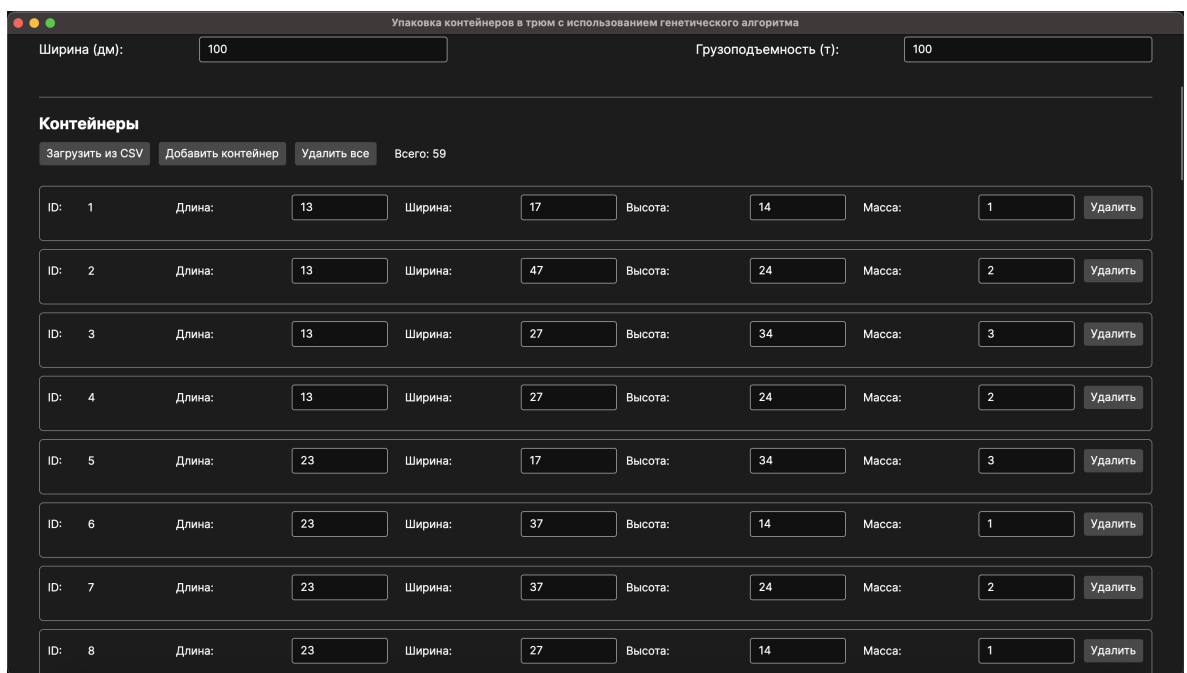 Упаковка контейнеров в трюм с использованием генетического алгоритма
Ширина (дм): 100 Грузоподъемность (т): 100
Контейнеры
Загрузить из CSV Добавить контейнер Удалить все Всего: 59
ID: 1 Длина: 13 Ширина: 17 Высота: 14 Масса: 1 Удалить
ID: 2 Длина: 13 Ширина: 47 Высота: 24 Масса: 2 Удалить
ID: 3 Длина: 13 Ширина: 27 Высота: 34 Масса: 3 Удалить
ID: 4 Длина: 13 Ширина: 27 Высота: 24 Масса: 2 Удалить
ID: 5 Длина: 23 Ширина: 17 Высота: 34 Масса: 3 Удалить
ID: 6 Длина: 23 Ширина: 37 Высота: 14 Масса: 1 Удалить
ID: 7 Длина: 23 Ширина: 37 Высота: 24 Масса: 2 Удалить
ID: 8 Длина: 23 Ширина: 27 Высота: 14 Масса: 1 Удалить